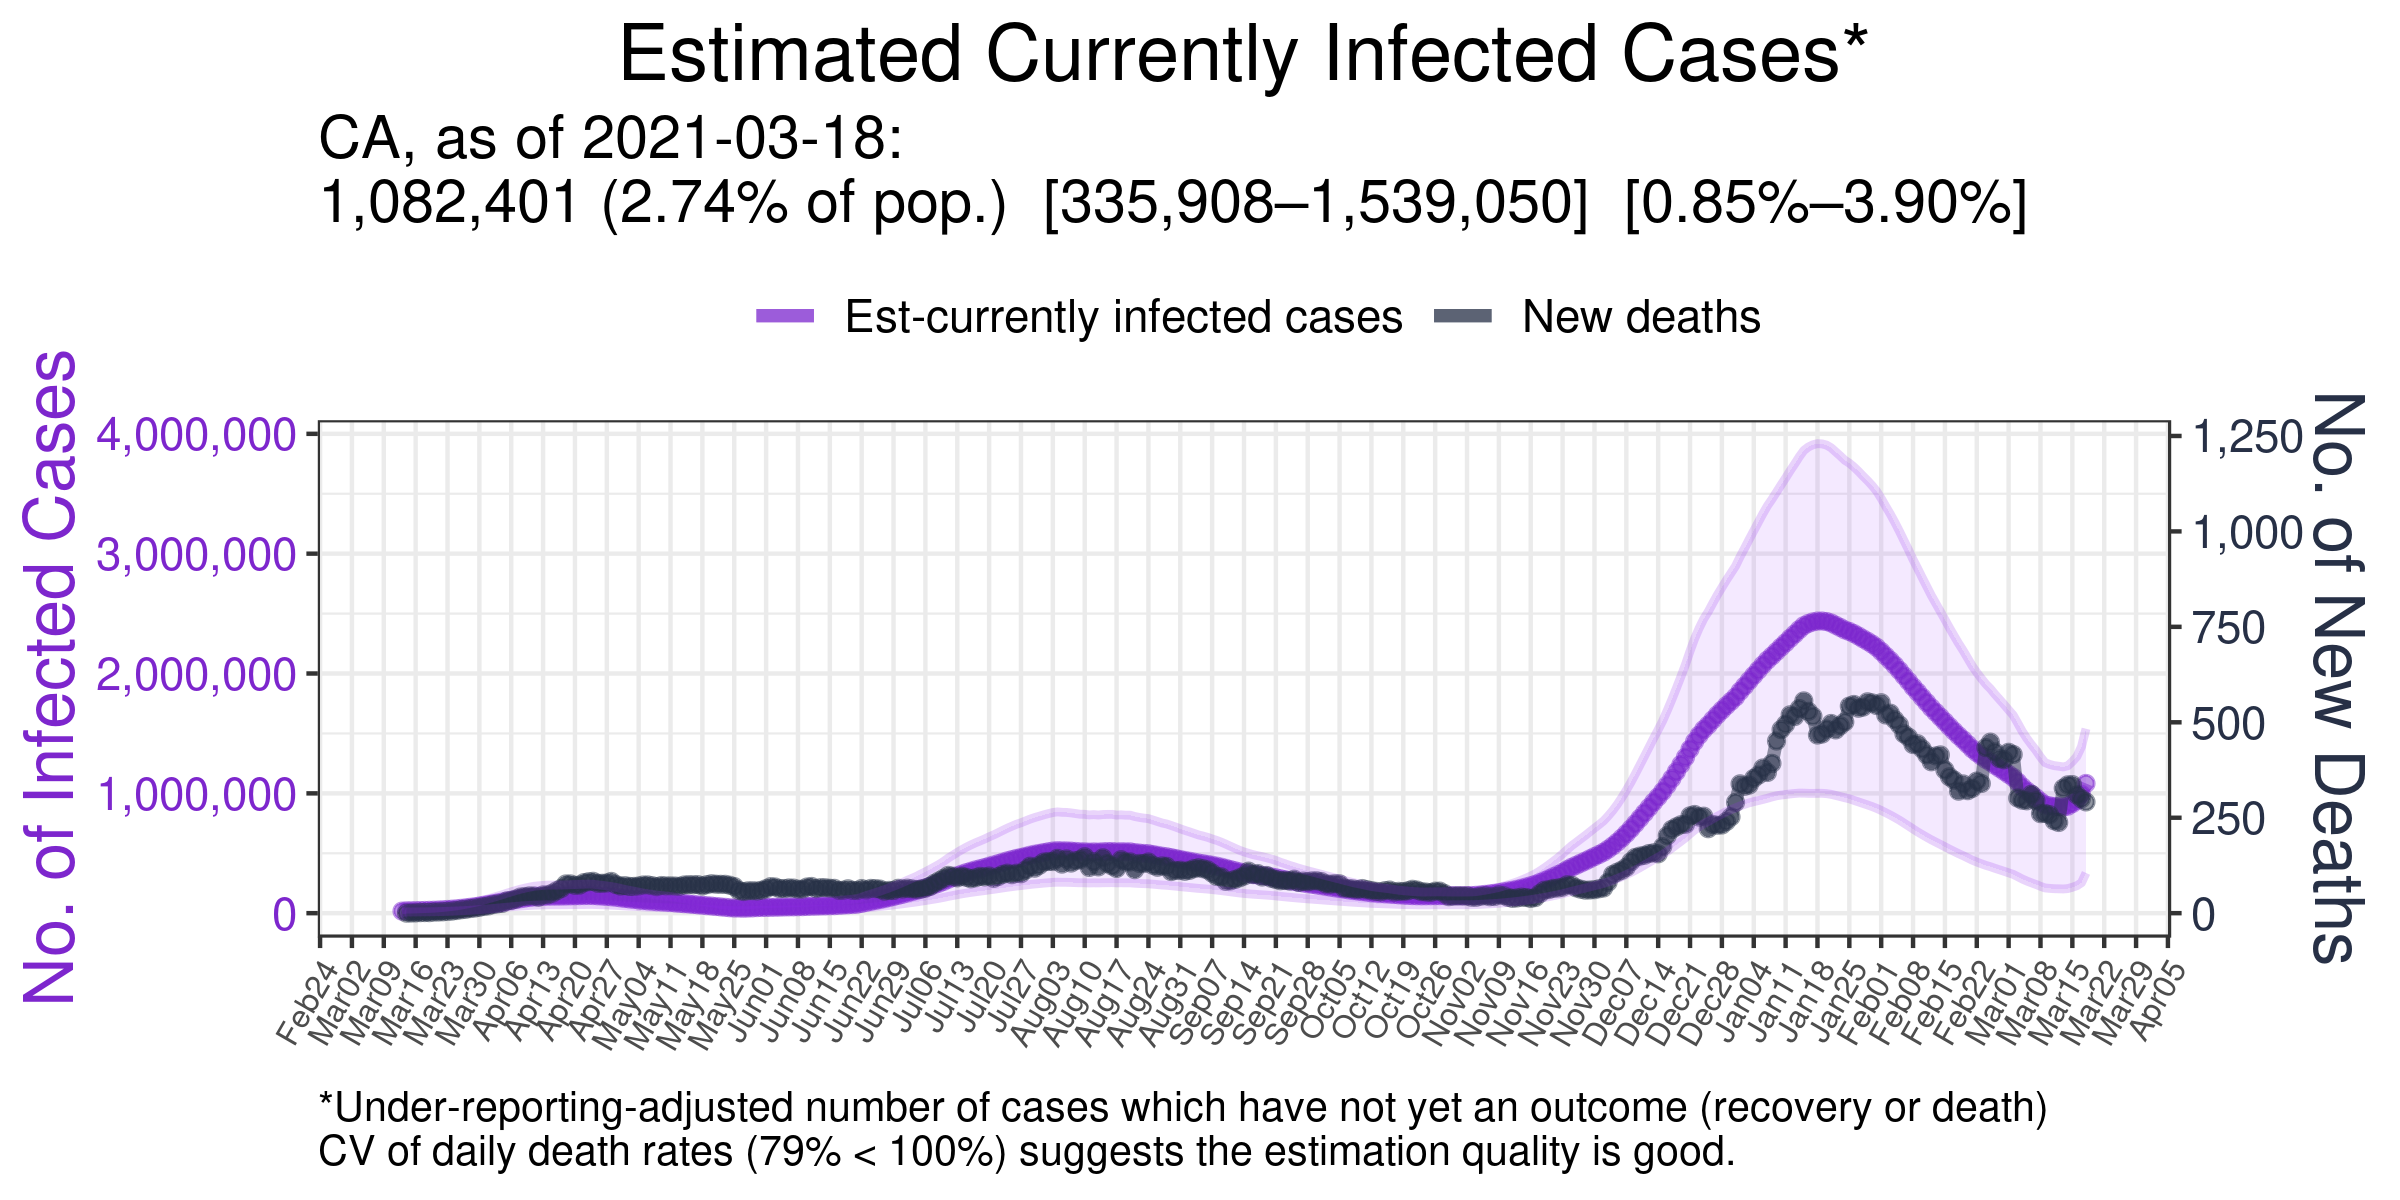 Estimated Currently Infected Cases*
CA, as of 2021-03-18:
1,082,401 (2.74% of pop.)  [335,908–1,539,050]  [0.85%–3.90%]
Est-currently infected cases
New deaths
No. of Infected Cases
4,000,000
3,000,000
2,000,000
1,000,000
0
1,250
1,000
750
500
250
0
No. of New Deaths
Feb24
Mar02
Mar09
Mar16
Mar23
Mar30
Apr06
Apr13
Apr20
Apr27
May04
May11
May18
May25
Jun01
Jun08
Jun15
Jun22
Jun29
Jul06
Jul13
Jul20
Jul27
Aug03
Aug10
Aug17
Aug24
Aug31
Sep07
Sep14
Sep21
Sep28
Oct05
Oct12
Oct19
Oct26
Nov02
Nov09
Nov16
Nov23
Nov30
Dec07
Dec14
Dec21
Dec28
Jan04
Jan11
Jan18
Jan25
Feb01
Feb08
Feb15
Feb22
Mar01
Mar08
Mar15
Mar22
Mar29
Apr05
*Under-reporting-adjusted number of cases which have not yet an outcome (recovery or death)
CV of daily death rates (79% < 100%) suggests the estimation quality is good.